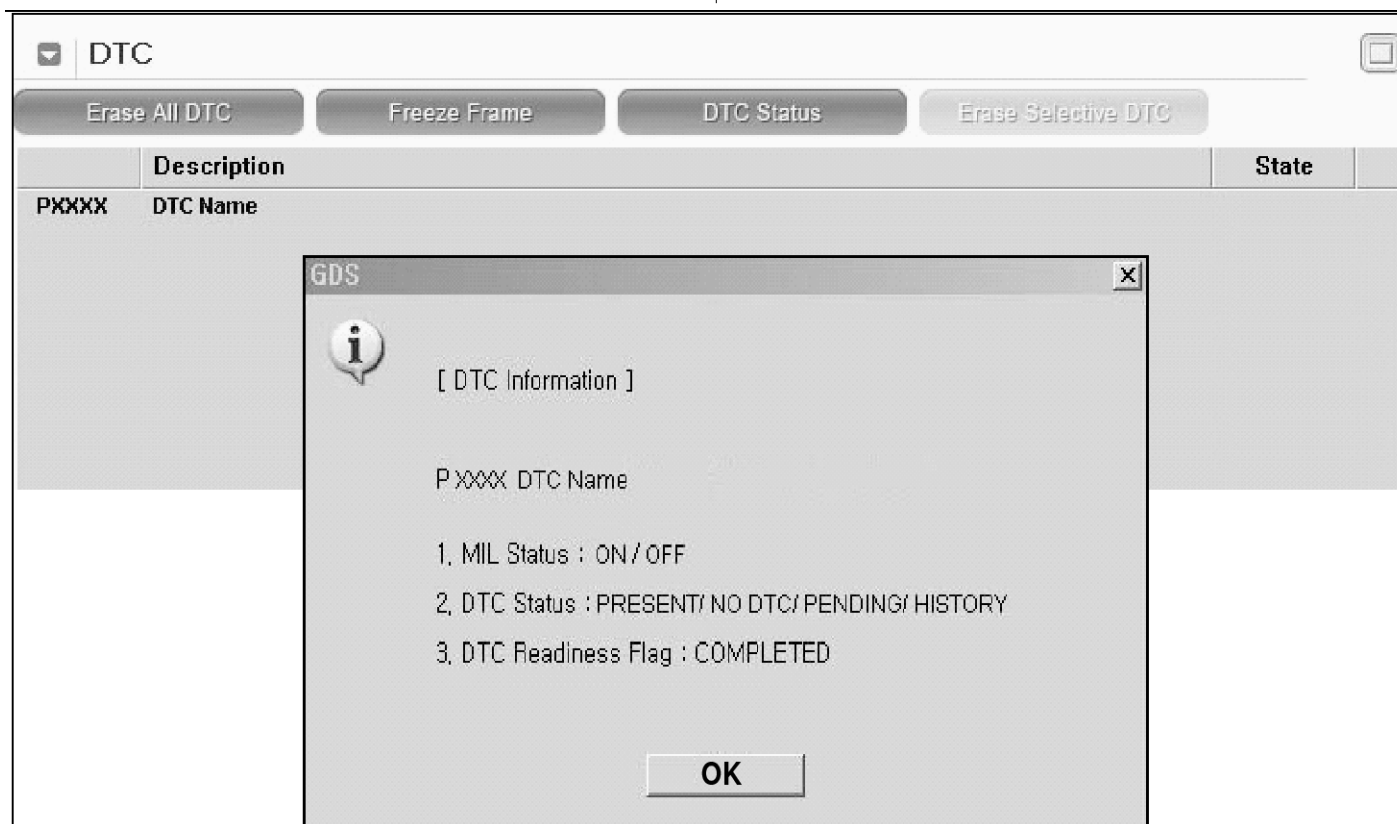 DTC
Erase All DTC Freeze Frame DTC Status Erase Selective DTC
Description State
PXXXX DTC Name
GDS
[ DTC Information ]
PXXXX DTC Name
1. MIL Status : ON / OFF
2. DTC Status : PRESENT/ NO DTC/ PENDING/ HISTORY
3. DTC Readiness Flag : COMPLETED
OK